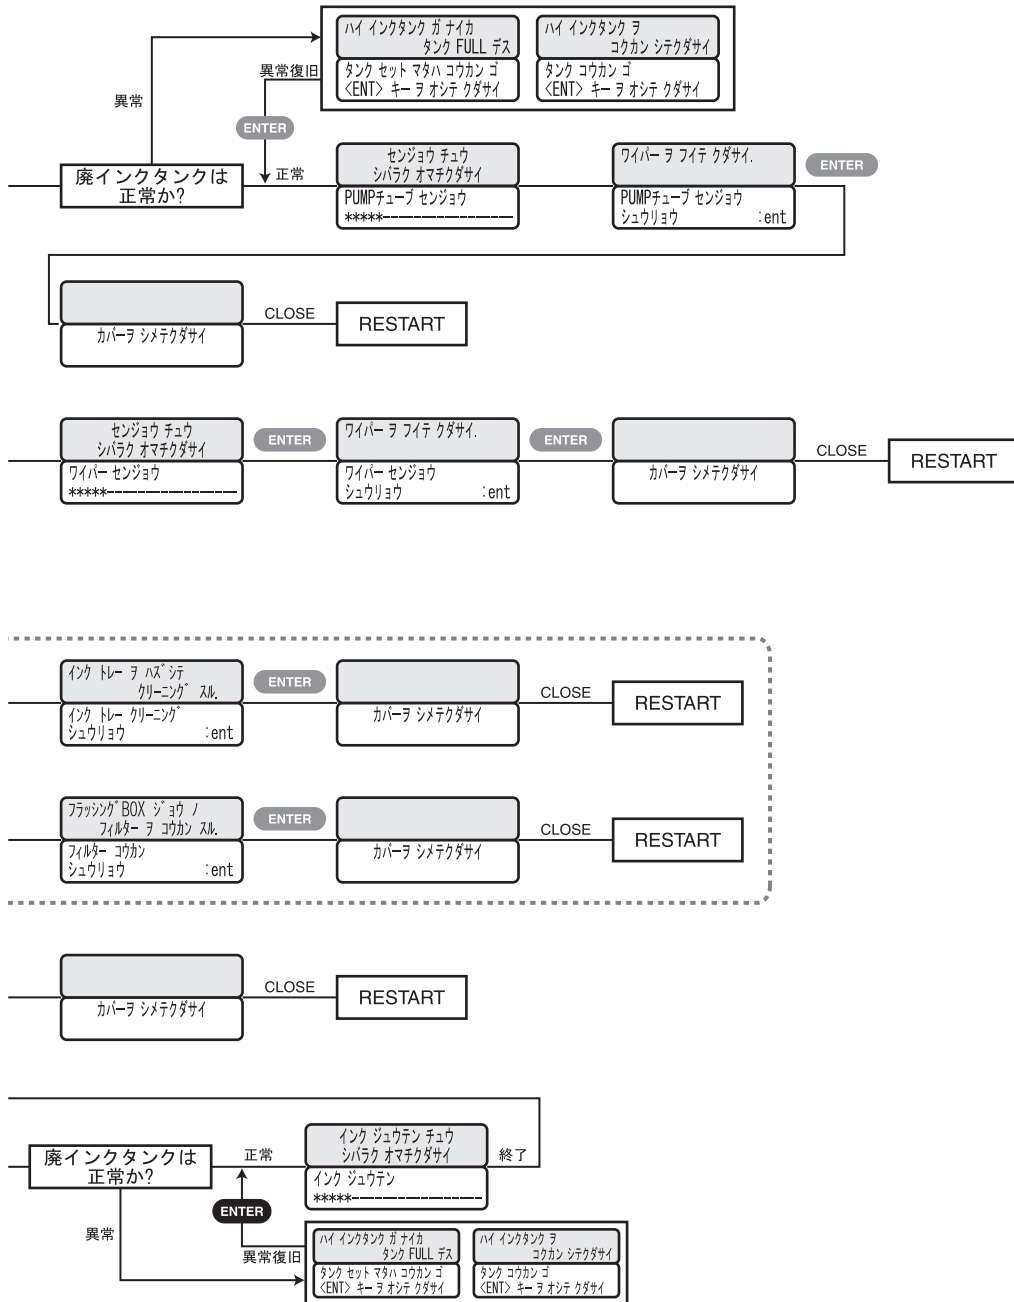 ハイ インクタンク ガ ナイカ
タンク FULL デス
タンク セット マタハ コウカン ゴ
〈ENT〉 キー ヲ オシテ クダサイ
ハイ インクタンク ヲ
コクカン シテクダサイ
タンク コウカン ゴ
〈ENT〉 キー ヲ オシテ クダサイ
異常復旧
異常
ENTER
正常
廃インクタンクは
正常か?
センジョウ チュウ
シバラク オマチクダサイ
PUMPチューブ センジョウ
*****------------------
ワイパー ヲ フイテ クダサイ.
PUMPチューブ センジョウ
シュウリョウ :ent
ENTER
カバーヲ シメテクダサイ
CLOSE
RESTART
センジョウ チュウ
シバラク オマチクダサイ
ワイパー センジョウ
*****------------------
ENTER
ワイパー ヲ フイテ クダサイ.
ワイパー センジョウ
シュウリョウ :ent
ENTER
カバーヲ シメテクダサイ
CLOSE
RESTART
インク トレー ヲ ハズシテ
クリーニング スル.
インク トレー クリーニング
シュウリョウ :ent
ENTER
カバーヲ シメテクダサイ
CLOSE
RESTART
フラッシングBOX ジョウ ノ
フィルター ヲ コウカン スル.
フィルター コウカン
シュウリョウ :ent
ENTER
カバーヲ シメテクダサイ
CLOSE
RESTART
カバーヲ シメテクダサイ
CLOSE
RESTART
廃インクタンクは
正常か?
正常
インク ジュウテン チュウ
シバラク オマチクダサイ
インク ジュウテン
*****------------------
終了
ENTER
異常
異常復旧
ハイ インクタンク ガ ナイカ
タンク FULL デス
タンク セット マタハ コウカン ゴ
〈ENT〉 キー ヲ オシテ クダサイ
ハイ インクタンク ヲ
コクカン シテクダサイ
タンク コウカン ゴ
〈ENT〉 キー ヲ オシテ クダサイ